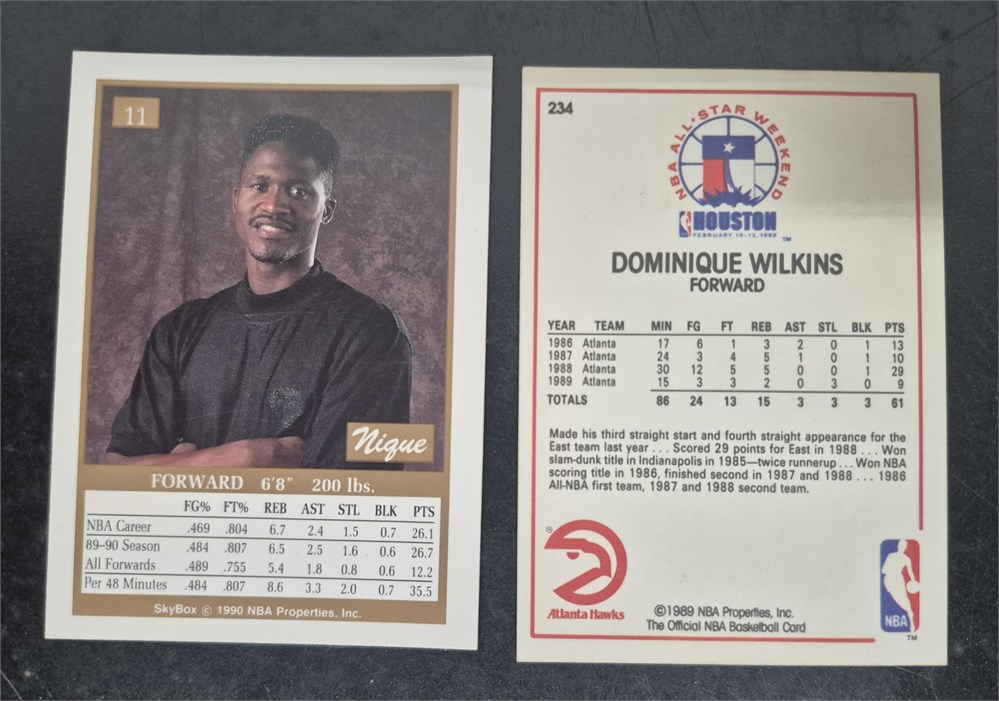 11
Nique
FORWARD 6'8" 200 lbs.
FG% FT% REB AST STL BLK PTS
NBA Career .469 .804 6.7 2.4 1.5 0.7 26.1
89-90 Season .484 .807 6.5 2.5 1.6 0.6 26.7
All Forwards .489 .755 5.4 1.8 0.8 0.6 12.2
Per 48 Minutes .484 .807 8.6 3.3 2.0 0.7 35.5
SkyBox © 1990 NBA Properties, Inc.
234
NBA ALL·STAR WEEKEND
HOUSTON
FEBRUARY 10-12, 1989
TM
DOMINIQUE WILKINS
FORWARD
YEAR TEAM MIN FG FT REB AST STL BLK PTS
1986 Atlanta 17 6 1 3 2 0 1 13
1987 Atlanta 24 3 4 5 1 0 1 10
1988 Atlanta 30 12 5 5 0 0 1 29
1989 Atlanta 15 3 3 2 0 3 0 9
TOTALS 86 24 13 15 3 3 3 61
Made his third straight start and fourth straight appearance for the
East team last year . . . Scored 29 points for East in 1988 . . . Won
slam-dunk title in Indianapolis in 1985—twice runnerup . . . Won NBA
scoring title in 1986, finished second in 1987 and 1988 . . . 1986
All-NBA first team, 1987 and 1988 second team.
®
Atlanta Hawks
©1989 NBA Properties, Inc.
The Official NBA Basketball Card
NBA
TM